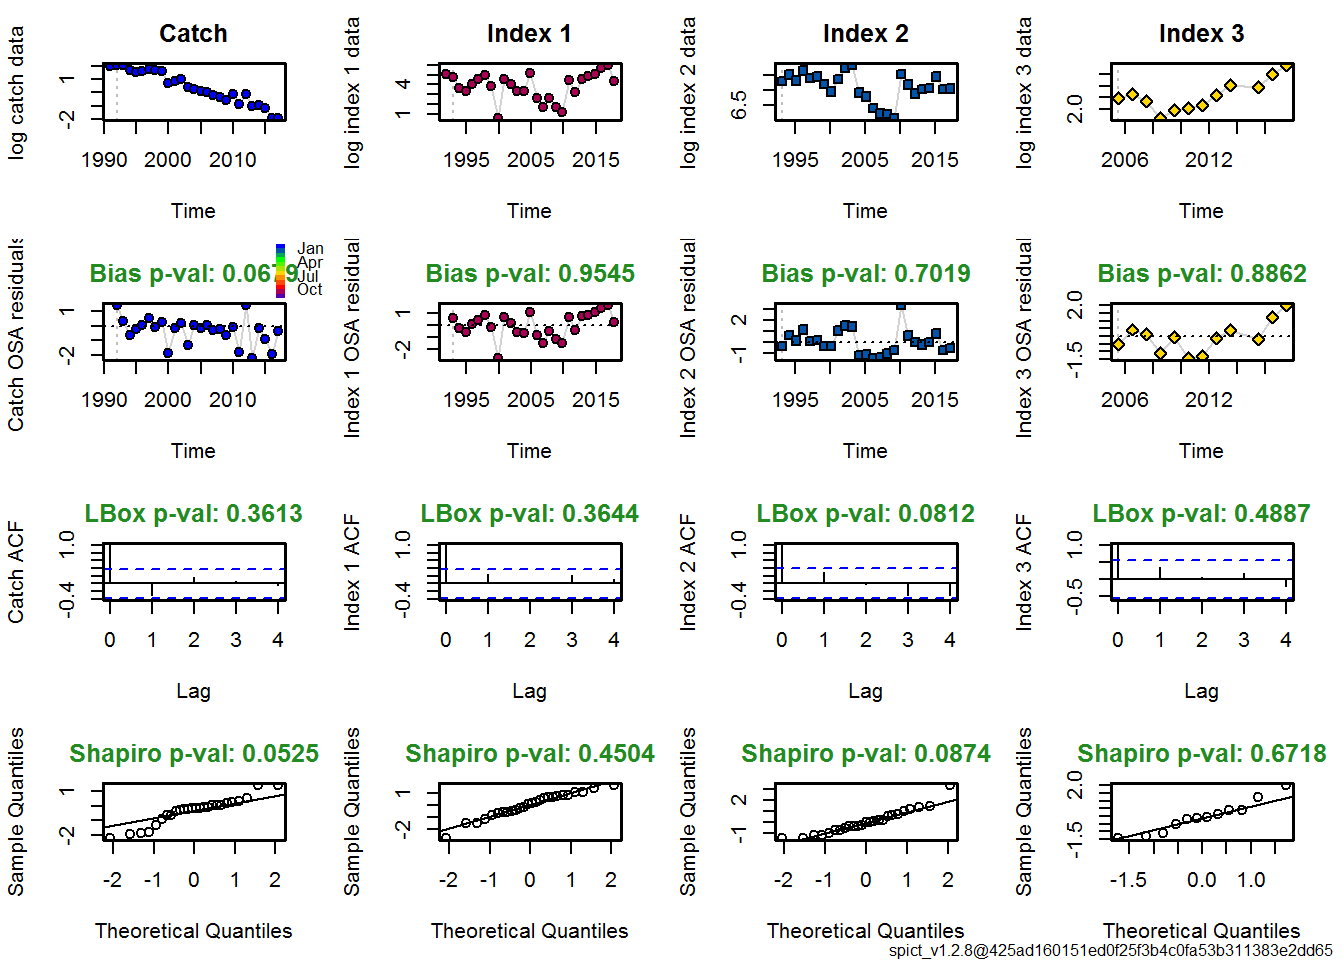 Catch Index 1 Index 2 Index 3
log catch data
1
-2
1990 2000 2010
Time
log index 1 data
4
1
1995 2005 2015
Time
log index 2 data
6.5
1995 2005 2015
Time
log index 3 data
2.0
2006 2012
Time
Bias p-val: 0.0679 Bias p-val: 0.9545 Bias p-val: 0.7019 Bias p-val: 0.8862
Jan
Apr
Jul
Oct
Catch OSA residuals
1
-2
1990 2000 2010
Time
Index 1 OSA residual
1
-2
1995 2005 2015
Time
Index 2 OSA residual
2
-1
1995 2005 2015
Time
Index 3 OSA residual
2.0
-1.5
2006 2012
Time
LBox p-val: 0.3613 LBox p-val: 0.3644 LBox p-val: 0.0812 LBox p-val: 0.4887
Catch ACF
1.0
-0.4
0 1 2 3 4
Lag
Index 1 ACF
1.0
-0.4
0 1 2 3 4
Lag
Index 2 ACF
1.0
-0.4
0 1 2 3 4
Lag
Index 3 ACF
1.0
-0.5
0 1 2 3 4
Lag
Shapiro p-val: 0.0525 Shapiro p-val: 0.4504 Shapiro p-val: 0.0874 Shapiro p-val: 0.6718
Sample Quantiles
1
-2
-2 -1 0 1 2
Theoretical Quantiles
Sample Quantiles
1
-2
-2 -1 0 1 2
Theoretical Quantiles
Sample Quantiles
2
-1
-2 -1 0 1 2
Theoretical Quantiles
Sample Quantiles
2.0
-1.5
-1.5 0.0 1.0
Theoretical Quantiles
spict_v1.2.8@425ad160151ed0f25f3b4c0fa53b311383e2dd65